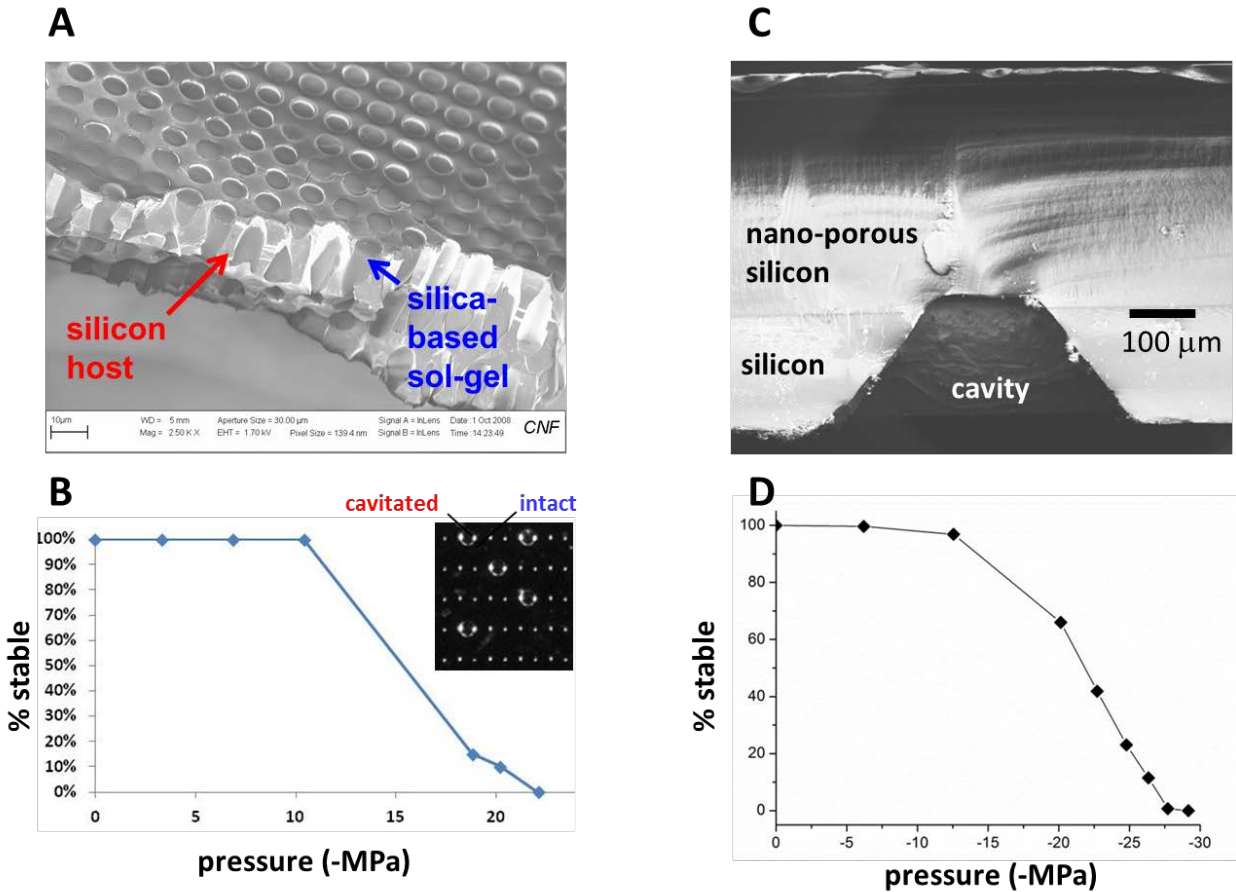 A
silicon
host
silica-
based
sol-gel
10µm
WD = 5 mm
Aperture Size = 30.00 µm
Signal A = InLens
Date :1 Oct 2008
Mag = 2.50 K X
EHT = 1.70 kV
Pixel Size = 139.4 nm
Signal B = InLens
Time :14:23:49
CNF
C
nano-porous
silicon
silicon
cavity
100 µm
B
cavitated
intact
% stable
100%
90%
80%
70%
60%
50%
40%
30%
20%
10%
0%
0
5
10
15
20
pressure (-MPa)
D
% stable
100
80
60
40
20
0
0
-5
-10
-15
-20
-25
-30
pressure (-MPa)